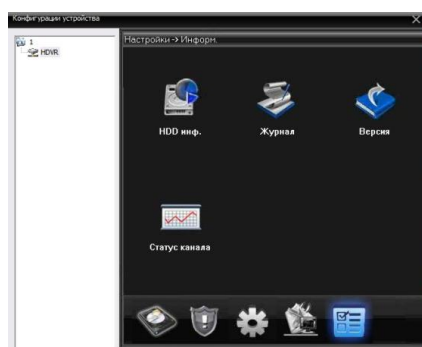 Конфигурации устройства
1
HDVR
Настройки -> Информ.
HDD инф.
Журнал
Версия
Статус канала